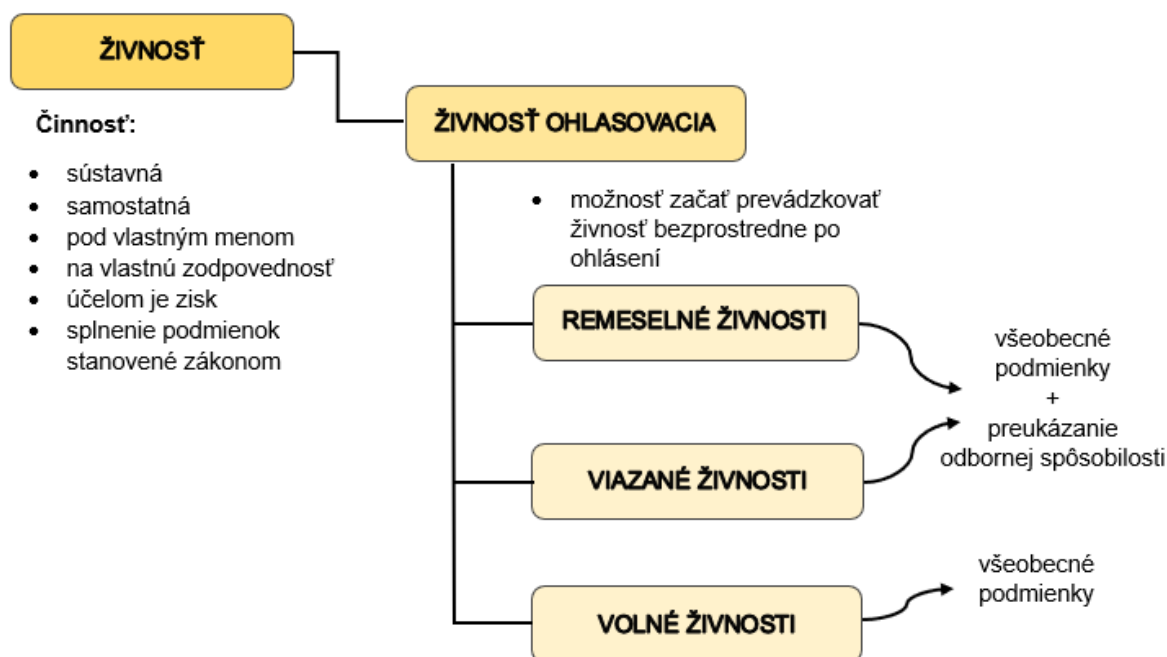 ŽIVNOSŤ
Činnosť:
sústavná
samostatná
pod vlastným menom
na vlastnú zodpovednosť
účelom je zisk
splnenie podmienok
stanovené zákonom
ŽIVNOSŤ OHLASOVACIA
možnosť začať prevádzkovať
živnosť bezprostredne po
ohlásení
REMESELNÉ ŽIVNOSTI
všeobecné
podmienky
+
preukázanie
odbornej spôsobilosti
VIAZANÉ ŽIVNOSTI
VOLNÉ ŽIVNOSTI
všeobecné
podmienky